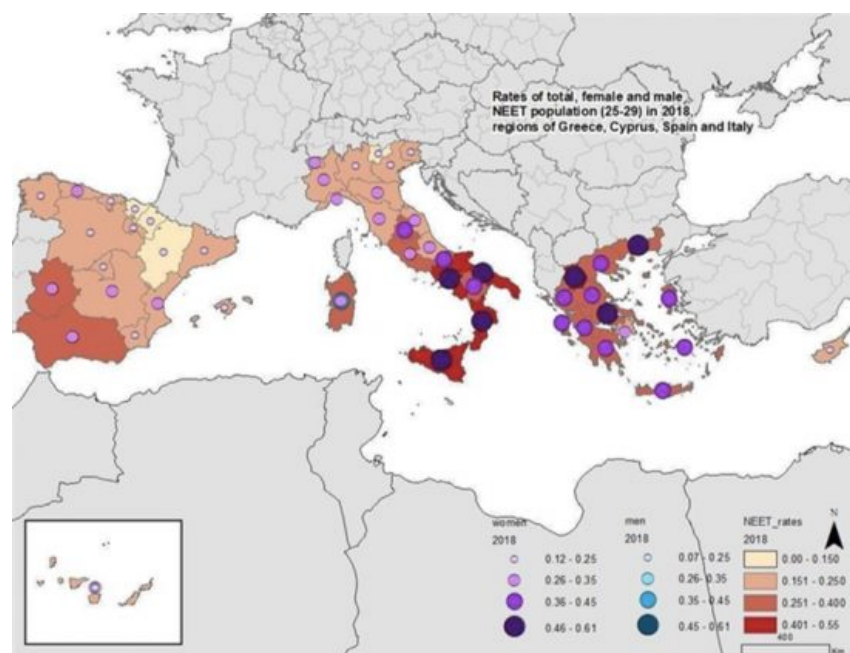 Rates of total, female and male
NEET population (25-29) in 2018,
regions of Greece, Cyprus, Spain and Italy
women
2018
0.12 - 0.25
0.26 - 0.35
0.36 - 0.45
0.46 - 0.61
men
2018
0.07 - 0.25
0.26 - 0.35
0.35 - 0.45
0.45 - 0.61
NEET_rates
2018
0.00 - 0.150
0.151 - 0.250
0.251 - 0.400
0.401 - 0.55
N
400
Km